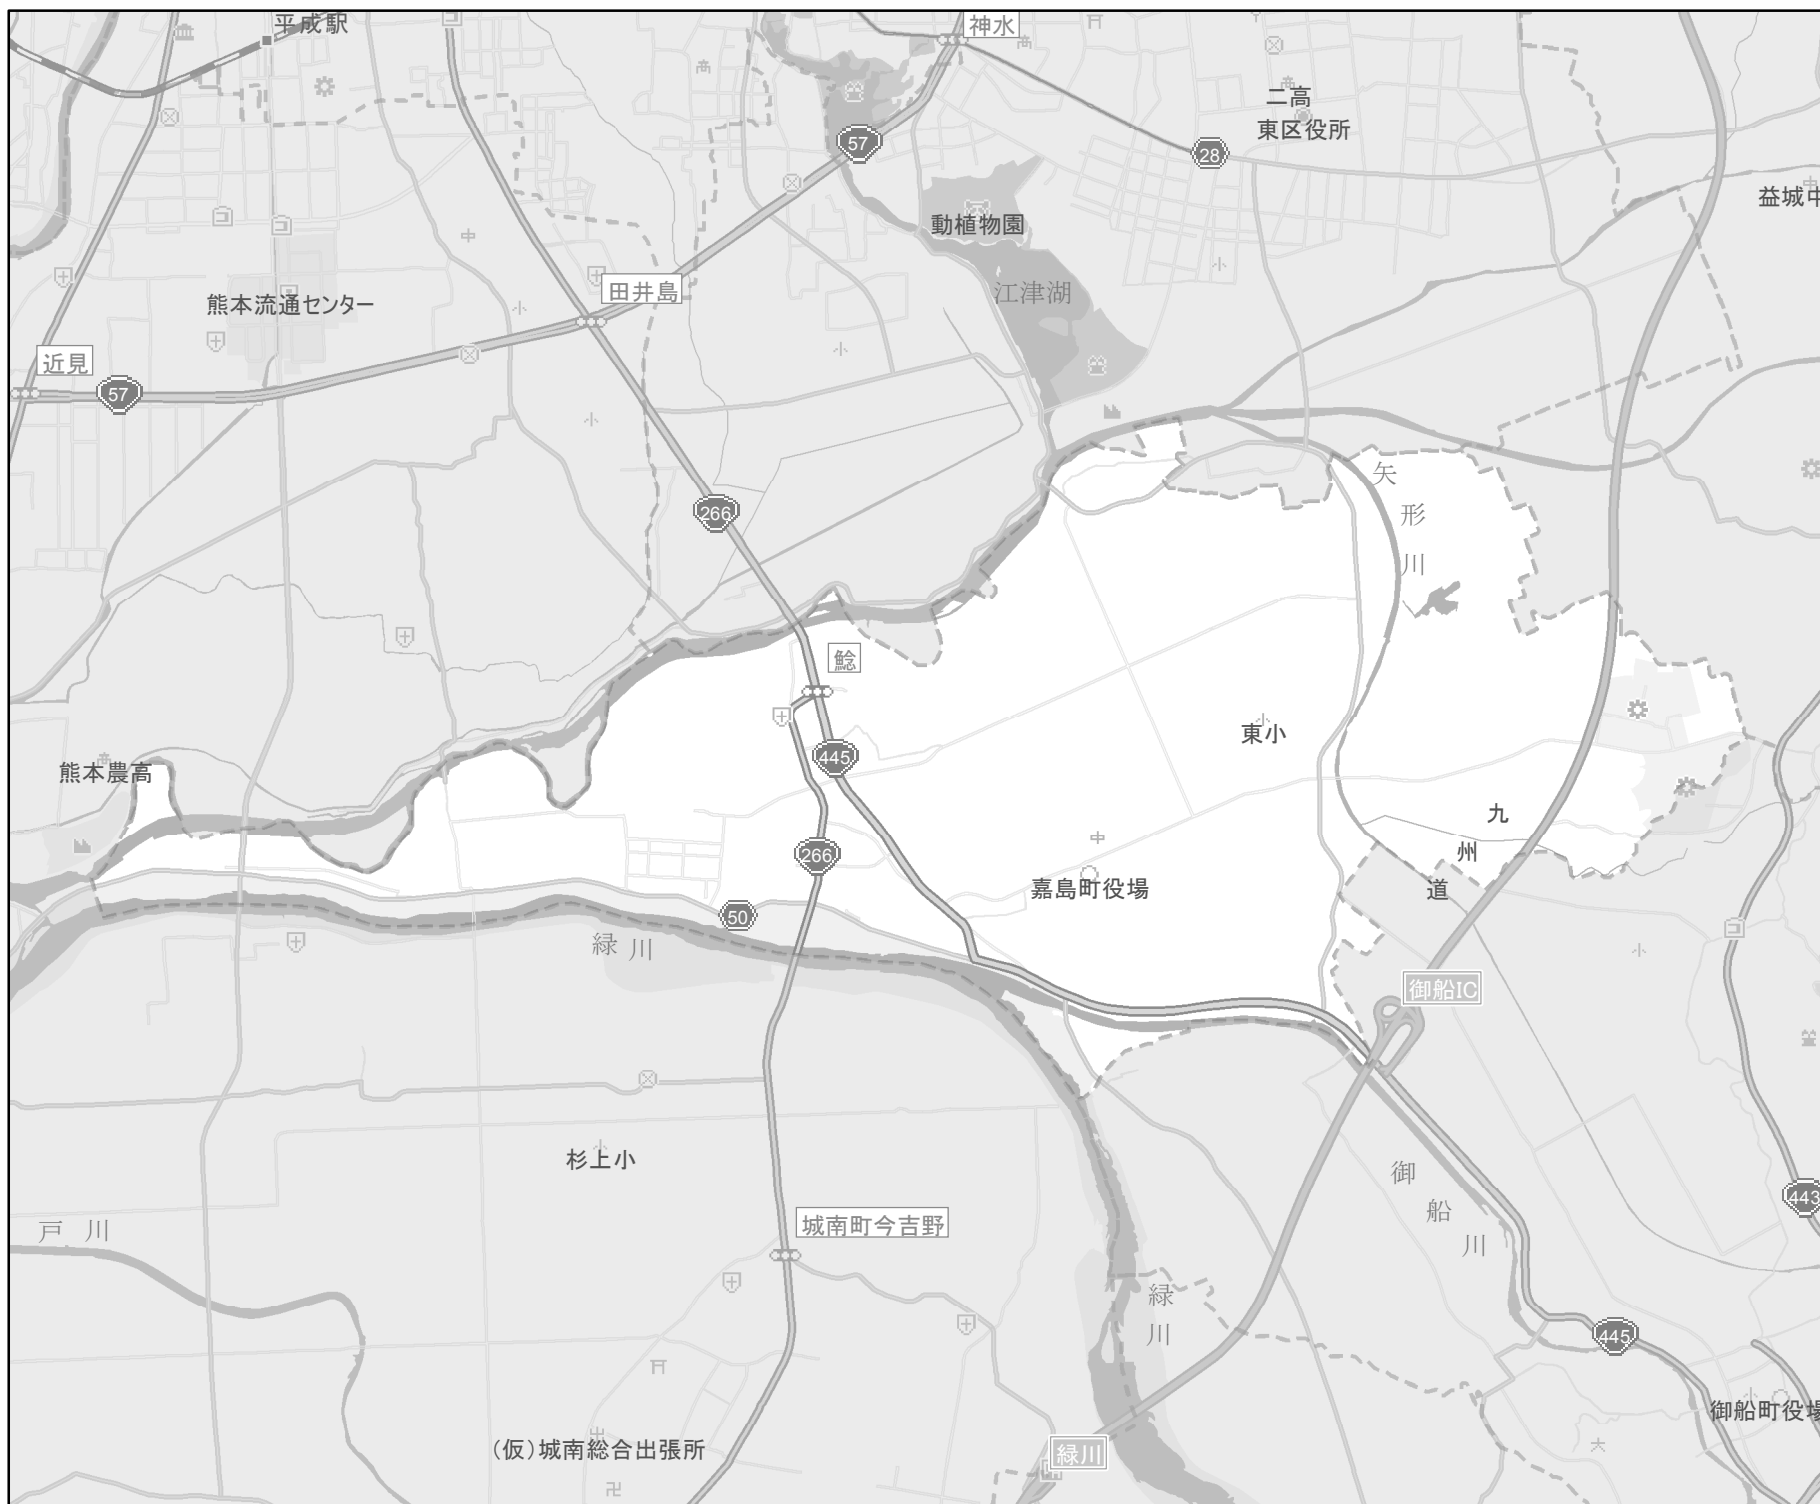 平成駅
神水
二高
東区役所
57
28
益城中
動植物園
田井島
江津湖
熊本流通センター
近見
57
矢
形
川
266
鯰
東小
445
熊本農高
九
州
道
266
嘉島町役場
50
緑川
御船IC
杉上小
御
船
川
443
戸川
城南町今吉野
緑
川
445
御船町役場
(仮)城南総合出張所
緑川